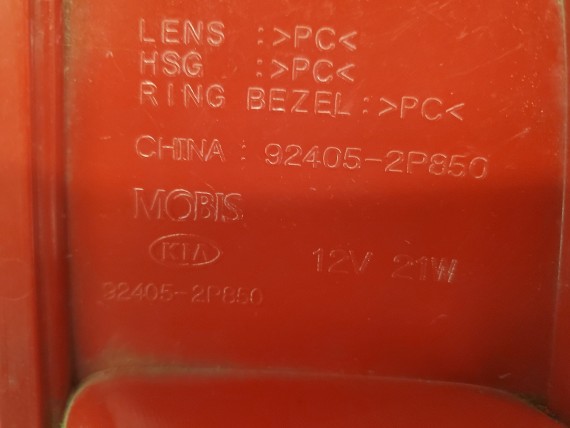 LENS :>PC<
HSG :>PC<
RING BEZEL:>PC<
CHINA : 92405-2P850
MOBIS
KIA 12V 21W
92405-2P850